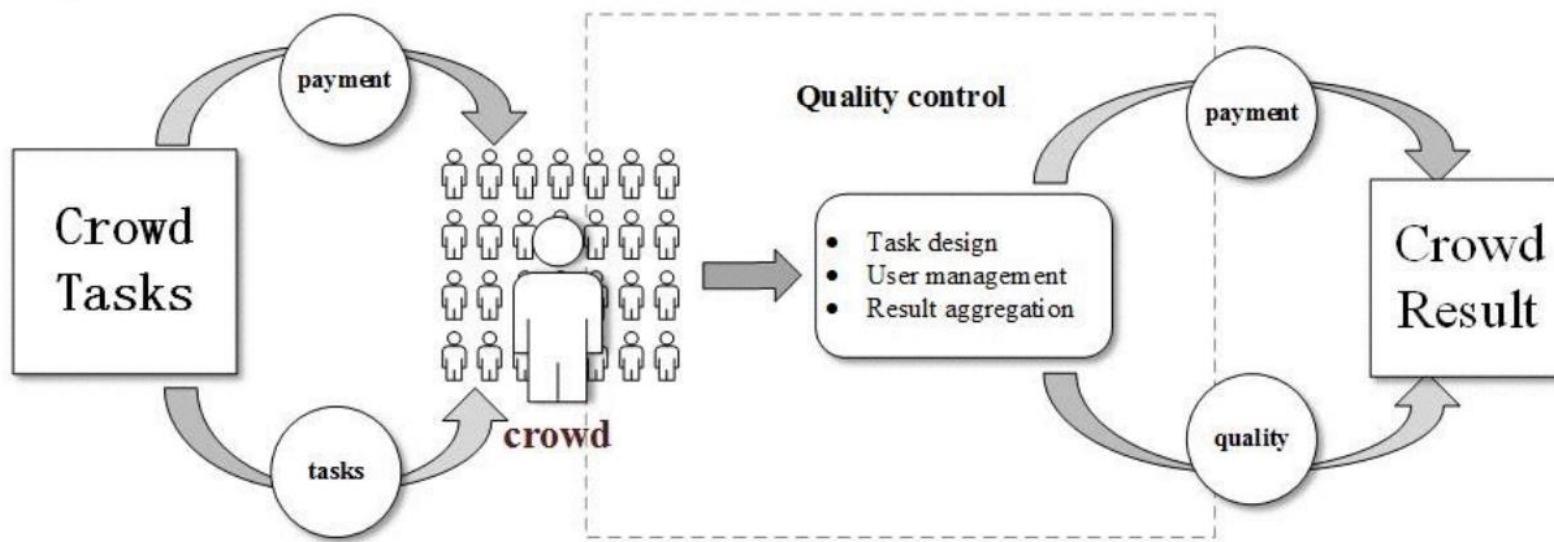 payment
Crowd
Tasks
tasks
crowd
Quality control
• Task design
• User management
• Result aggregation
payment
quality
Crowd
Result